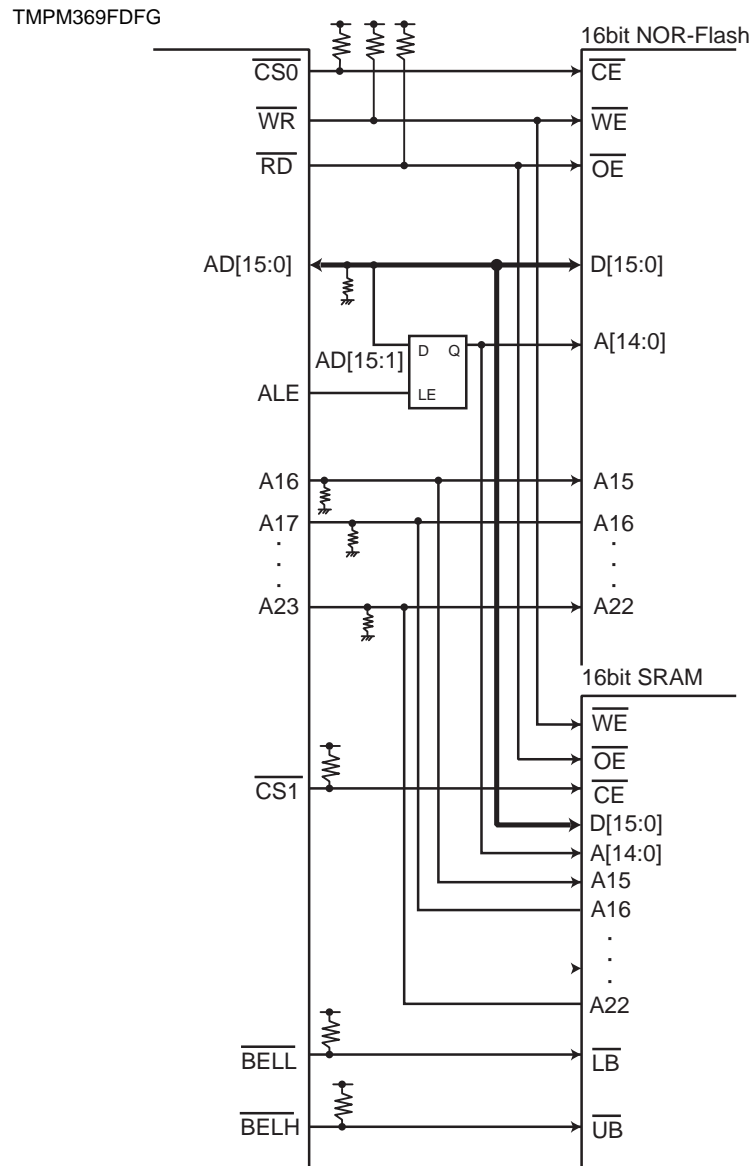 TMPM369FDFG
16bit NOR-Flash
CS0
CE
WR
WE
RD
OE
AD[15:0]
D[15:0]
D Q
A[14:0]
AD[15:1]
ALE
LE
A16
A15
A17
A16
.
.
.
.
.
.
A23
A22
16bit SRAM
WE
OE
CS1
CE
D[15:0]
A[14:0]
A15
A16
.
.
.
A22
BELL
LB
BELH
UB